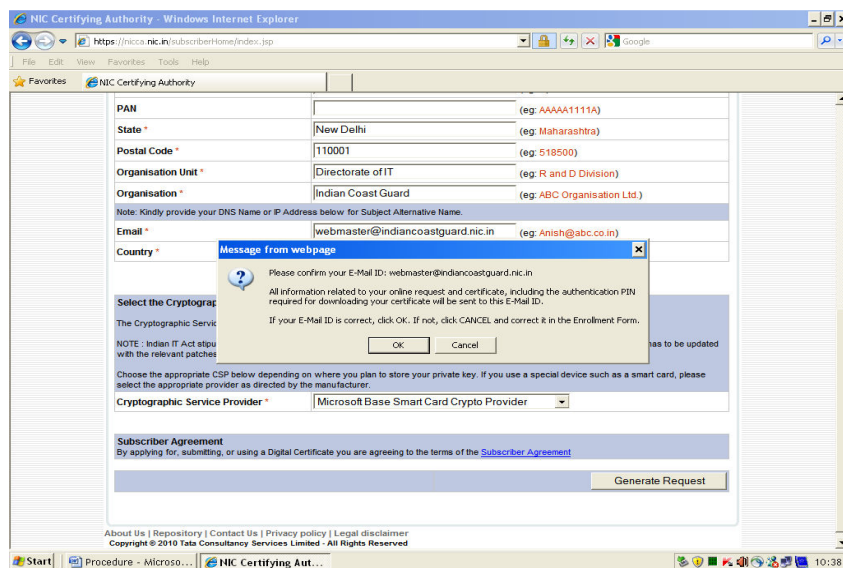 NIC Certifying Authority - Windows Internet Explorer
https://nicca.nic.in/subscriberHome/index.jsp
Google
File Edit View Favorites Tools Help
Favorites NIC Certifying Authority
PAN (eg: AAAAA1111A)
State * New Delhi (eg: Maharashtra)
Postal Code * 110001 (eg: 518500)
Organisation Unit * Directorate of IT (eg: R and D Division)
Organisation * Indian Coast Guard (eg: ABC Organisation Ltd.)
Note: Kindly provide your DNS Name or IP Address below for Subject Alternative Name.
Email * webmaster@indiancoastguard.nic.in (eg: Anish@abc.co.in)
Country *
Message from webpage
Please confirm your E-Mail ID: webmaster@indiancoastguard.nic.in
All information related to your online request and certificate, including the authentication PIN
required for downloading your certificate will be sent to this E-Mail ID.
If your E-Mail ID is correct, click OK. If not, click CANCEL and correct it in the Enrollment Form.
OK Cancel
Select the Cryptograp
The Cryptographic Servic
NOTE : Indian IT Act stipu
has to be updated
with the relevant patches
Choose the appropriate CSP below depending on where you plan to store your private key. If you use a special device such as a smart card, please
select the appropriate provider as directed by the manufacturer.
Cryptographic Service Provider * Microsoft Base Smart Card Crypto Provider
Subscriber Agreement
By applying for, submitting, or using a Digital Certificate you are agreeing to the terms of the Subscriber Agreement
Generate Request
About Us | Repository | Contact Us | Privacy policy | Legal disclaimer
Copyright © 2010 Tata Consultancy Services Limited - All Rights Reserved
Start Procedure - Microso... NIC Certifying Aut... 10:38